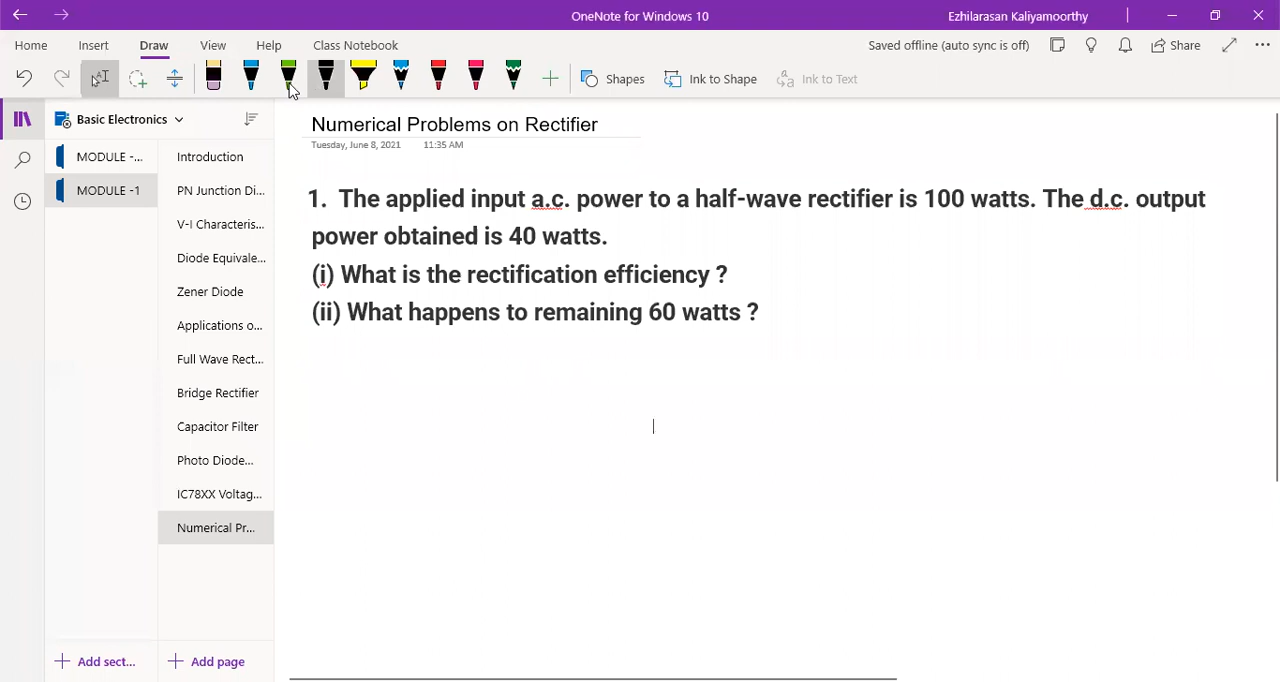 OneNote for Windows 10
Ezhilarasan Kaliyamoorthy
Home Insert Draw View Help Class Notebook
Saved offline (auto sync is off) Share
Shapes Ink to Shape Ink to Text
Basic Electronics
MODULE -...
MODULE -1
Introduction
PN Junction Di...
V-I Characteris...
Diode Equivale...
Zener Diode
Applications o...
Full Wave Rect...
Bridge Rectifier
Capacitor Filter
Photo Diode...
IC78XX Voltag...
Numerical Pr...
Add sect...
Add page
Numerical Problems on Rectifier
Tuesday, June 8, 2021 11:35 AM
1. The applied input a.c. power to a half-wave rectifier is 100 watts. The d.c. output
power obtained is 40 watts.
(i) What is the rectification efficiency ?
(ii) What happens to remaining 60 watts ?